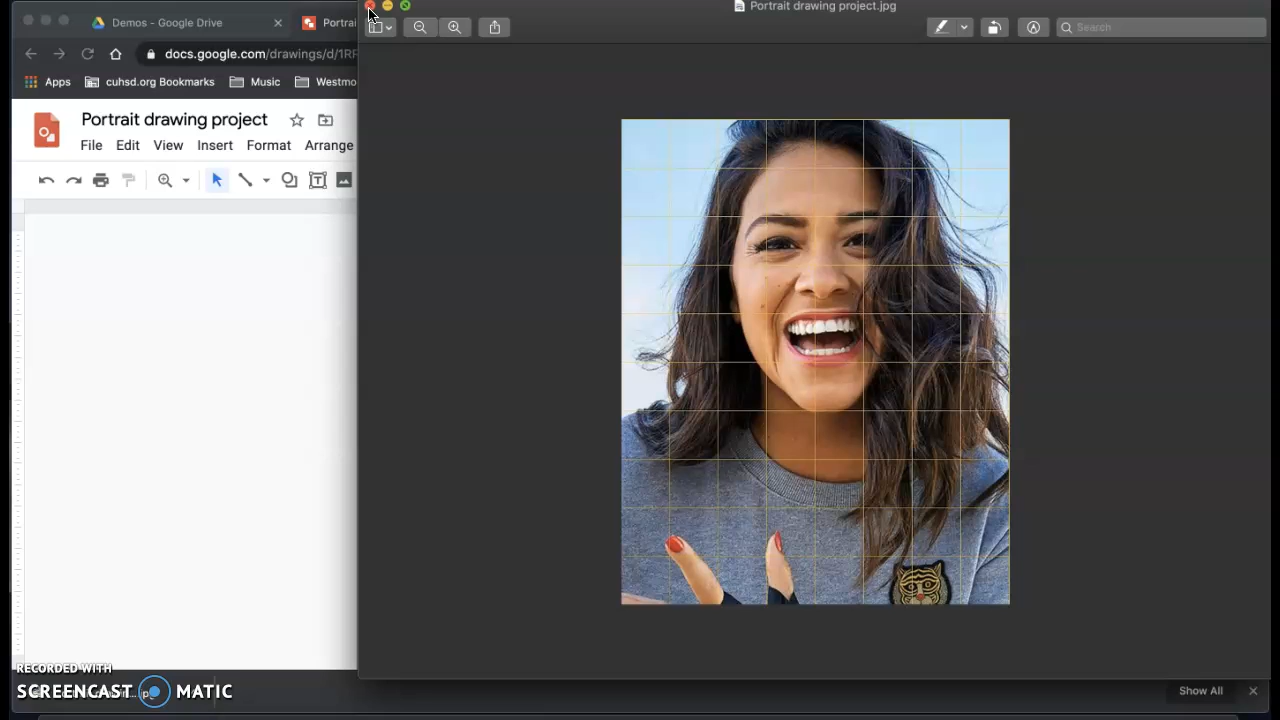 Demos - Google Drive
Portrai
Portrait drawing project.jpg
docs.google.com/drawings/d/1RF
Search
Apps
cuhsd.org Bookmarks
Music
Westmo
Portrait drawing project
File Edit View Insert Format Arrange
RECORDED WITH
SCREENCAST MATIC
Show All